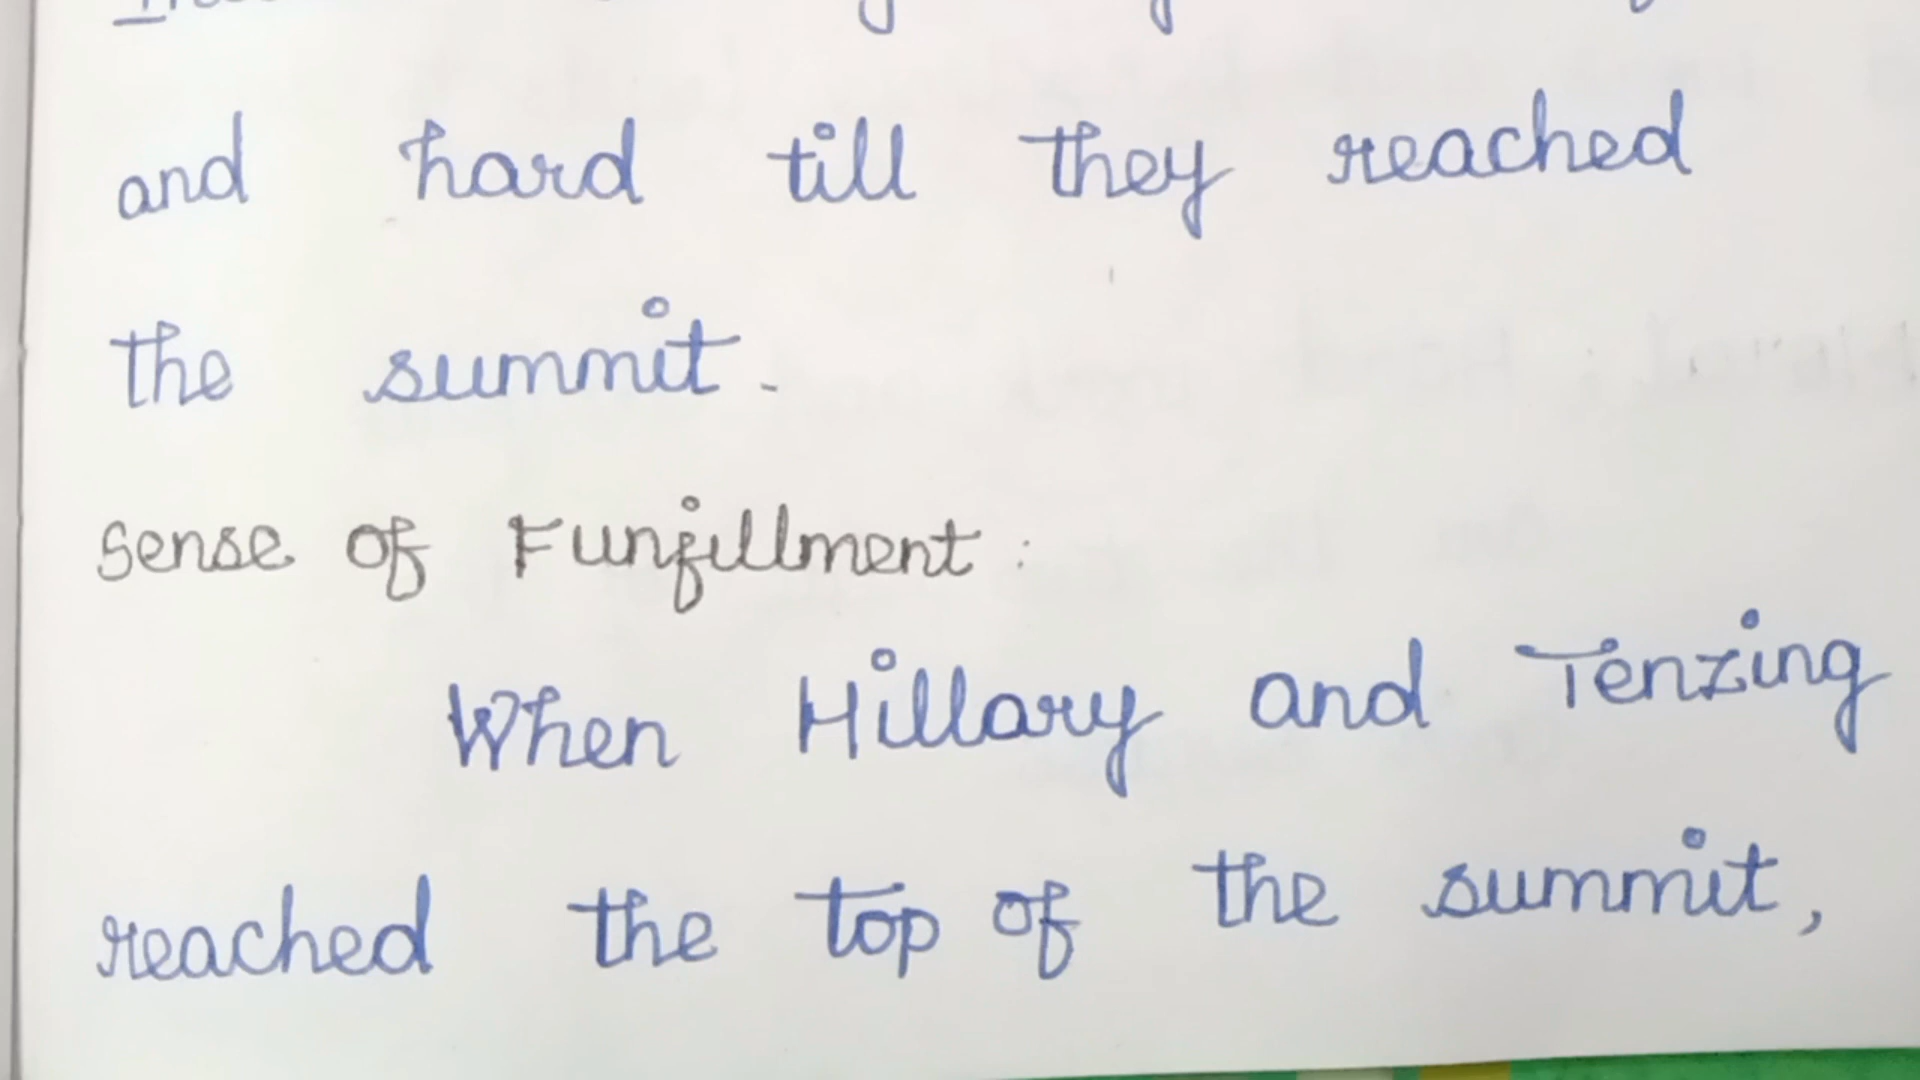 and hard till they reached
the summit.
Sense of Funfillment:
When Hillary and Tenzing
reached the top of the summit,